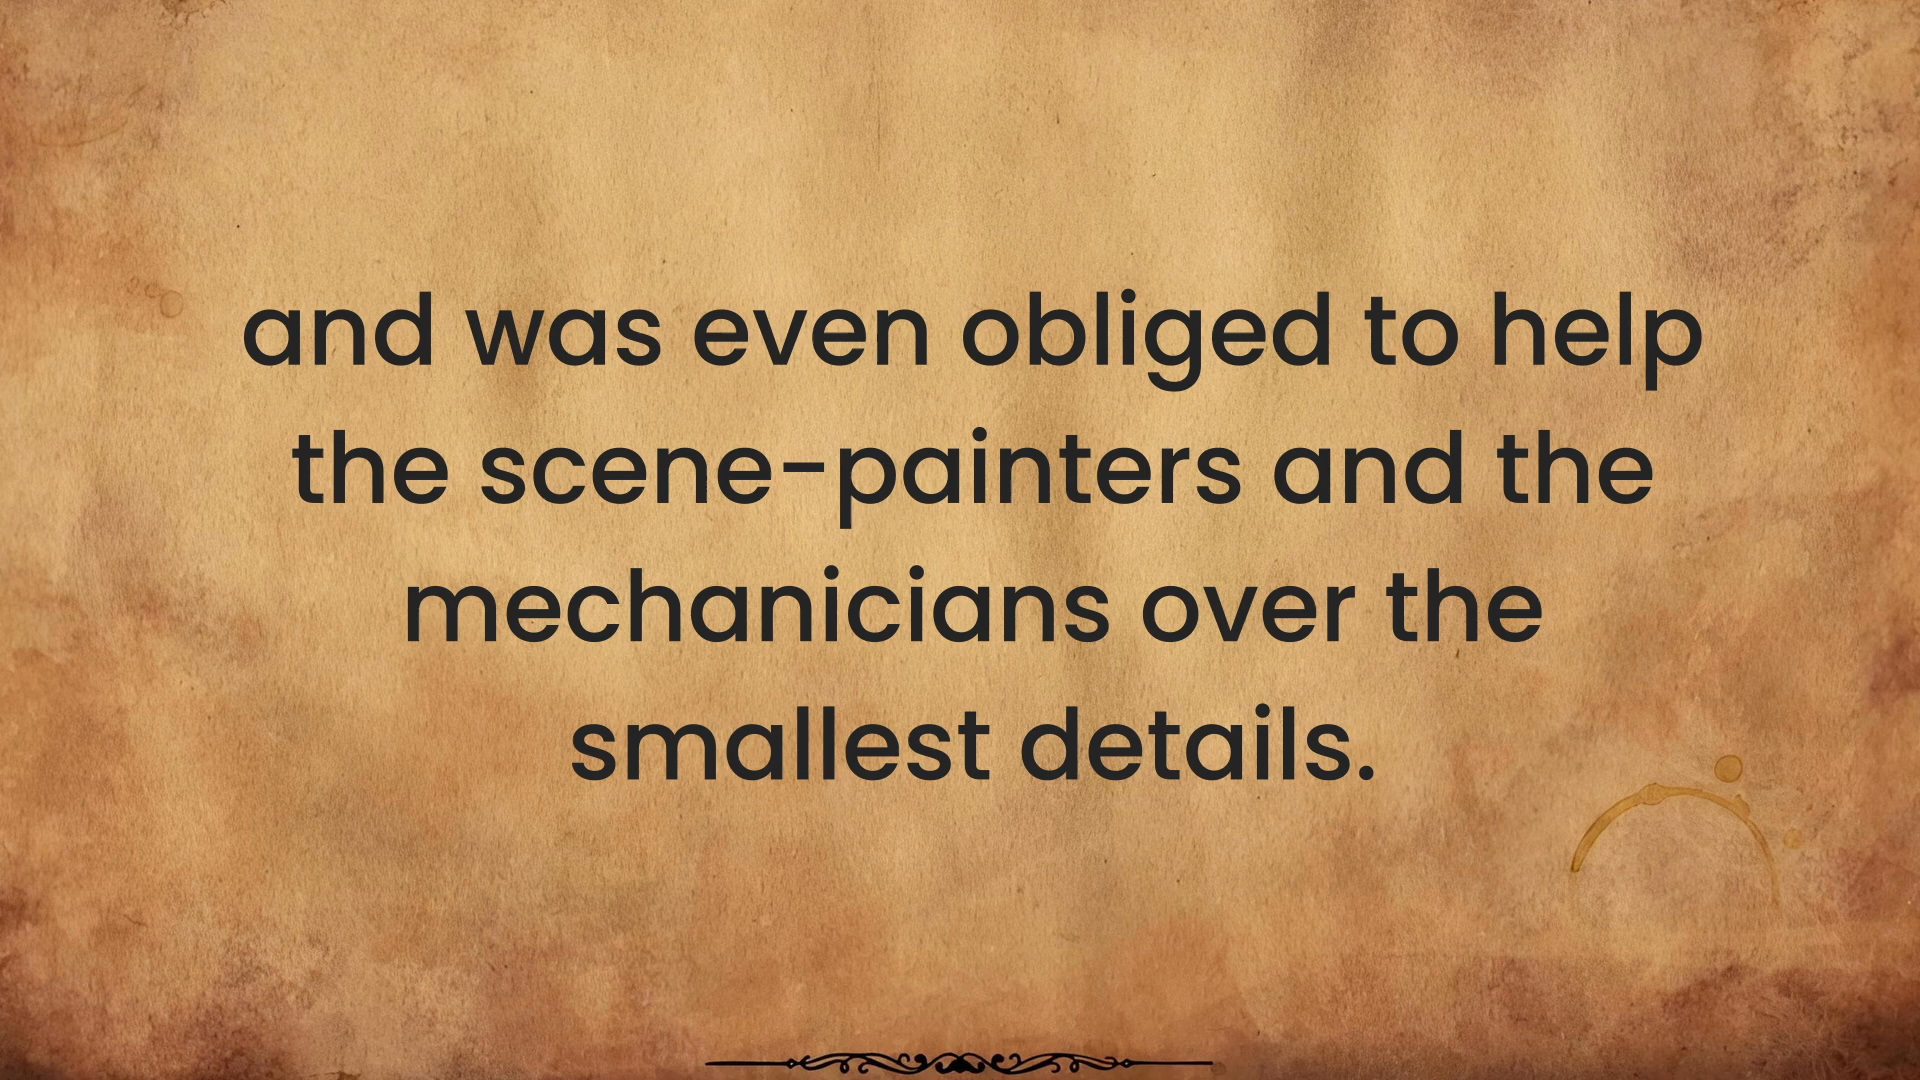 and was even obliged to help
the scene-painters and the
mechanicians over the
smallest details.